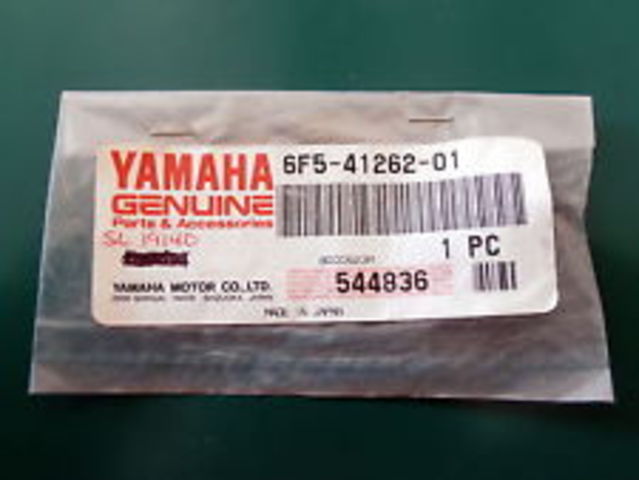 YAMAHA
GENUINE
Parts & Accessories
6F5-41262-01
1 PC
544836
YAMAHA MOTOR CO.,LTD.
MADE IN JAPAN